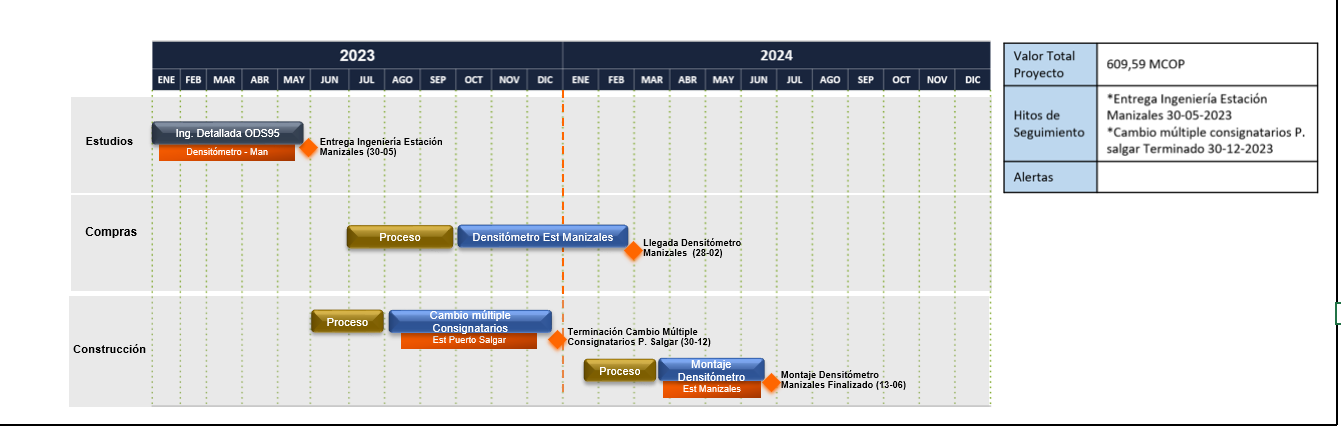 2023
2024
ENE FEB MAR ABR MAY JUN JUL AGO SEP OCT NOV DIC ENE FEB MAR ABR MAY JUN JUL AGO SEP OCT NOV DIC
Estudios
Ing. Detallada ODS95
Densitómetro - Man
Entrega Ingeniería Estación
Manizales (30-05)
Compras
Proceso
Densitómetro Est Manizales
Llegada Densitómetro
Manizales (28-02)
Construcción
Proceso
Cambio múltiple
Consignatarios
Est Puerto Salgar
Terminación Cambio Múltiple
Consignatarios P. Salgar (30-12)
Proceso
Montaje
Densitómetro
Est Manizales
Montaje Densitómetro
Manizales Finalizado (13-06)
Valor Total
Proyecto
609,59 MCOP
Hitos de
Seguimiento
*Entrega Ingeniería Estación
Manizales 30-05-2023
*Cambio múltiple consignatarios P.
salgar Terminado 30-12-2023
Alertas